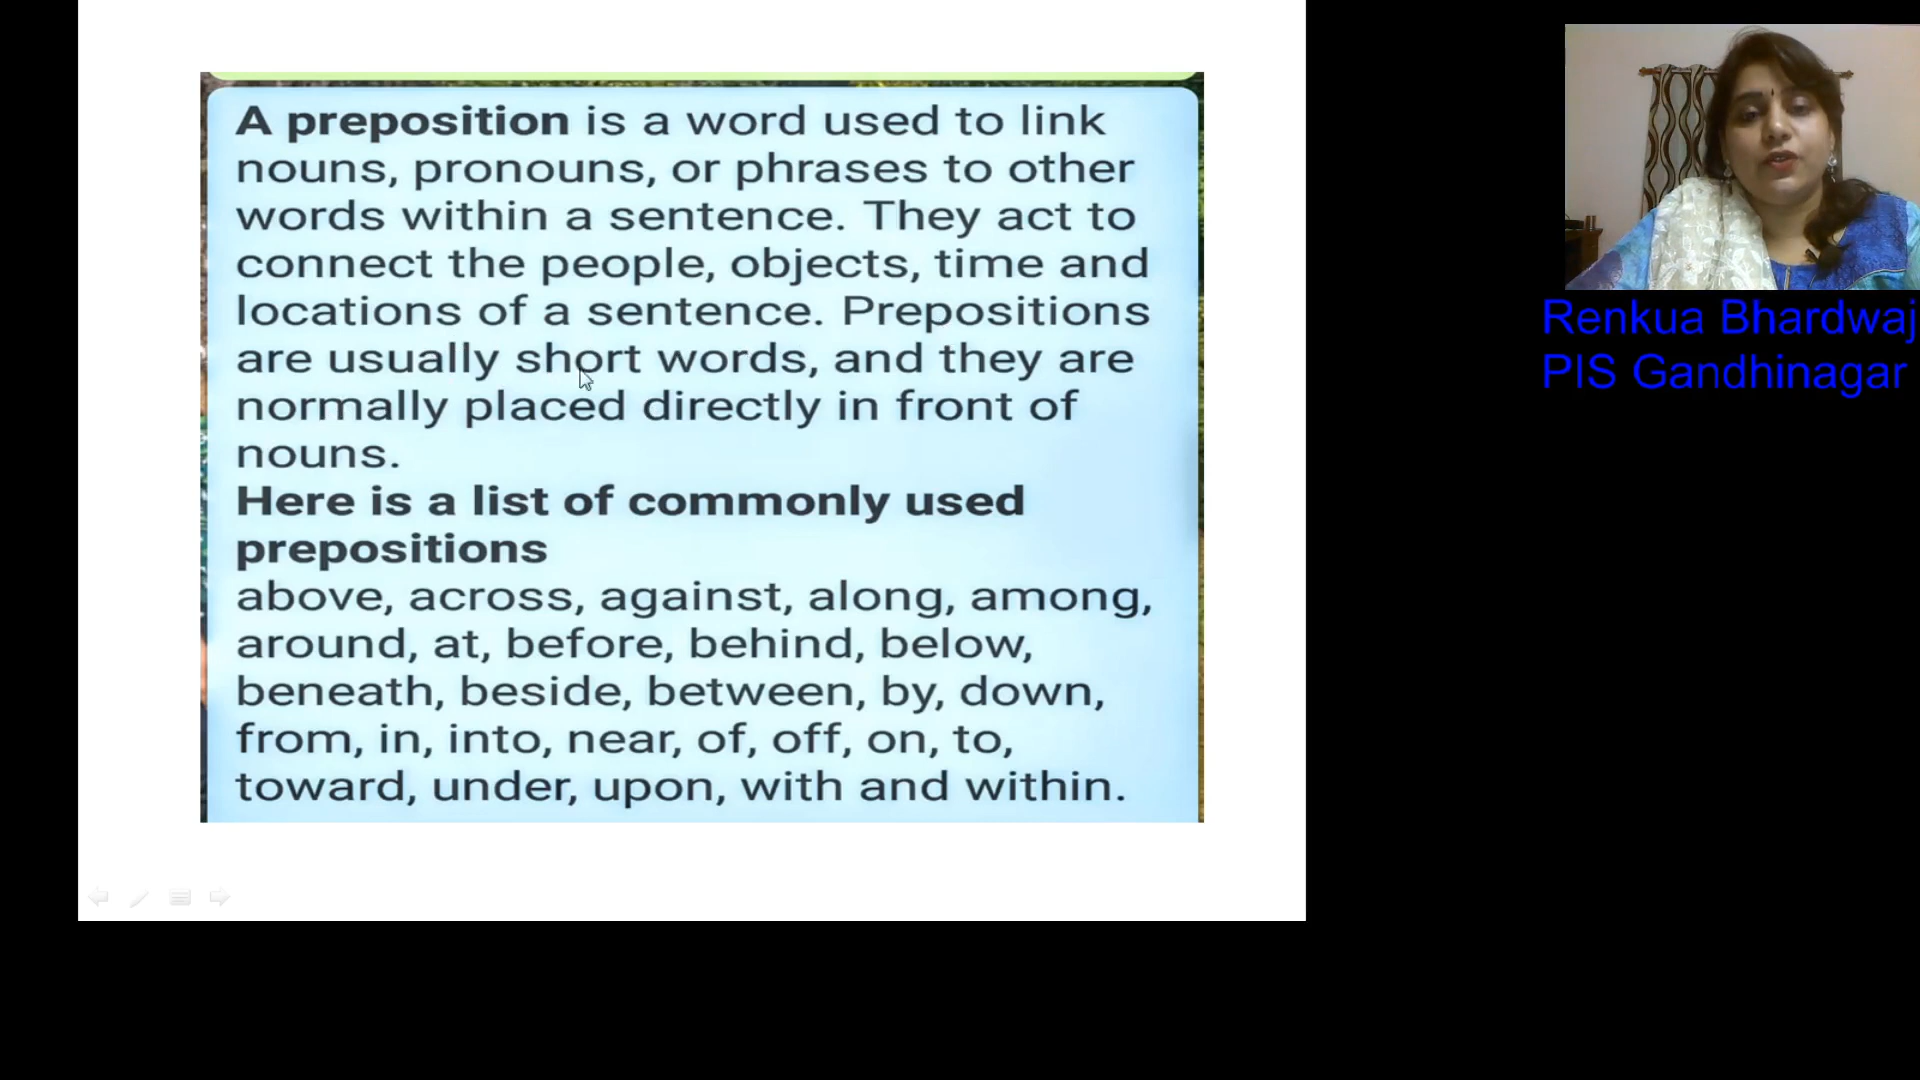 A preposition is a word used to link
nouns, pronouns, or phrases to other
words within a sentence. They act to
connect the people, objects, time and
locations of a sentence. Prepositions
are usually short words, and they are
normally placed directly in front of
nouns.
Here is a list of commonly used
prepositions
above, across, against, along, among,
around, at, before, behind, below,
beneath, beside, between, by, down,
from, in, into, near, of, off, on, to,
toward, under, upon, with and within.
Renkua Bhardwaj
PIS Gandhinagar